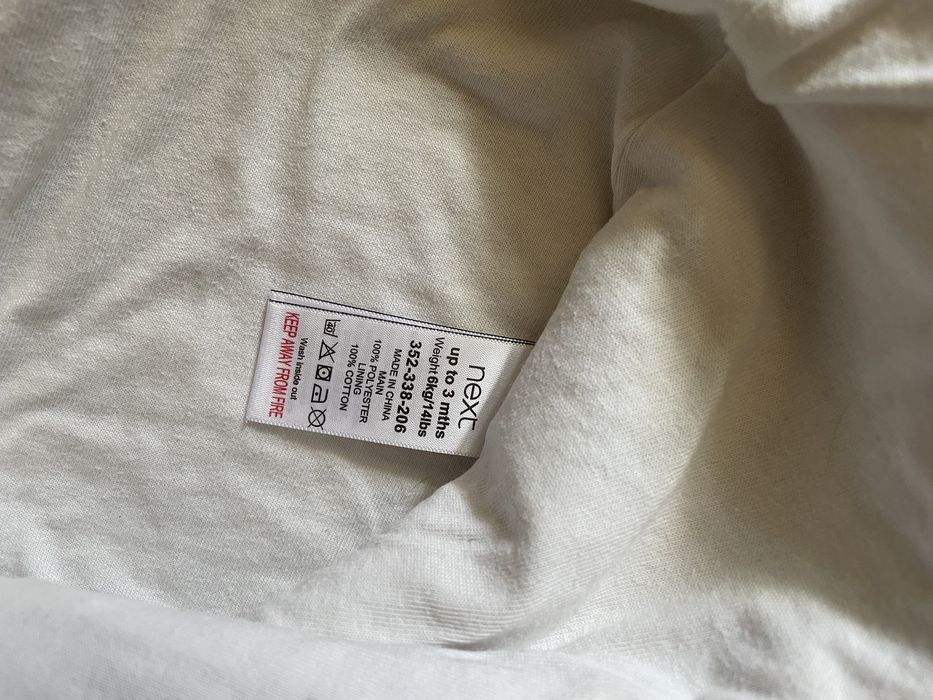 next
up to 3 mths
Weight 6kg/14lbs
352-338-206
MADE IN CHINA
MAIN
100% POLYESTER
LINING
100% COTTON
40
Wash inside out
KEEP AWAY FROM FIRE